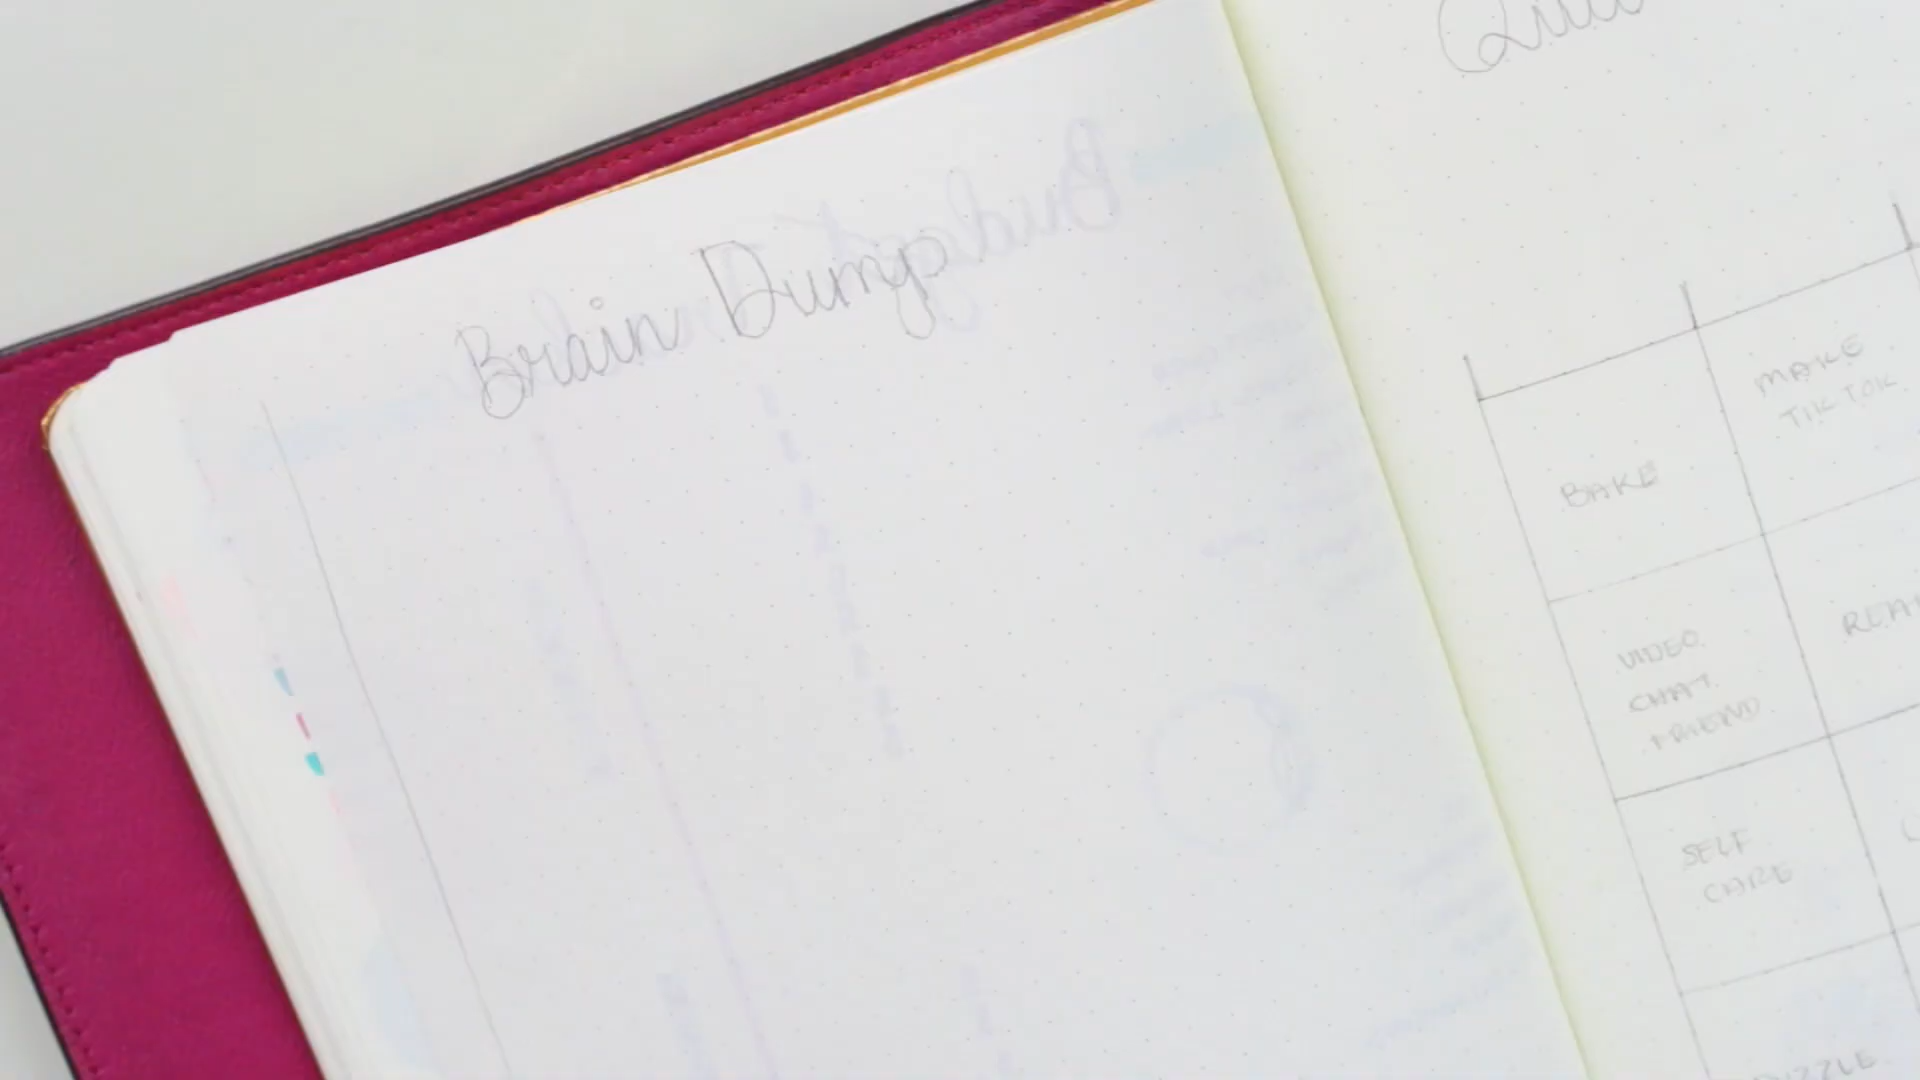 Brain Dump
BAKE
MAKE
TIK TOK
VIDEO
CHAT
FRIEND
SELF
CARE